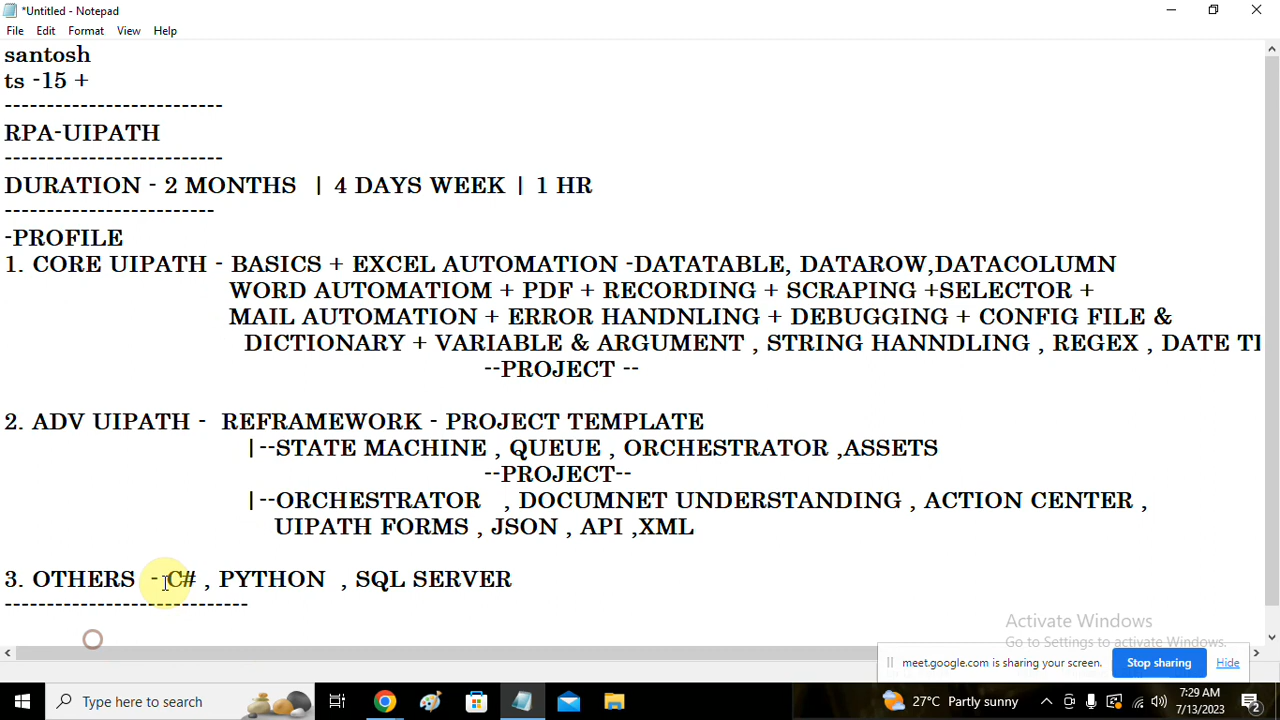 *Untitled - Notepad
File Edit Format View Help
santosh
ts -15 +
--------------------------
RPA-UIPATH
--------------------------
DURATION - 2 MONTHS | 4 DAYS WEEK | 1 HR
-------------------------
-PROFILE
1. CORE UIPATH - BASICS + EXCEL AUTOMATION -DATATABLE, DATAROW,DATACOLUMN
WORD AUTOMATIOM + PDF + RECORDING + SCRAPING +SELECTOR +
MAIL AUTOMATION + ERROR HANDNLING + DEBUGGING + CONFIG FILE &
DICTIONARY + VARIABLE & ARGUMENT , STRING HANNDLING , REGEX , DATE TI
--PROJECT --
2. ADV UIPATH - REFRAMEWORK - PROJECT TEMPLATE
|--STATE MACHINE , QUEUE , ORCHESTRATOR ,ASSETS
--PROJECT--
|--ORCHESTRATOR , DOCUMNET UNDERSTANDING , ACTION CENTER ,
UIPATH FORMS , JSON , API ,XML
3. OTHERS - C# , PYTHON , SQL SERVER
-----------------------------
Activate Windows
Go to Settings to activate Windows.
meet.google.com is sharing your screen. Stop sharing Hide
Type here to search 27°C Partly sunny 7:29 AM
7/13/2023 2